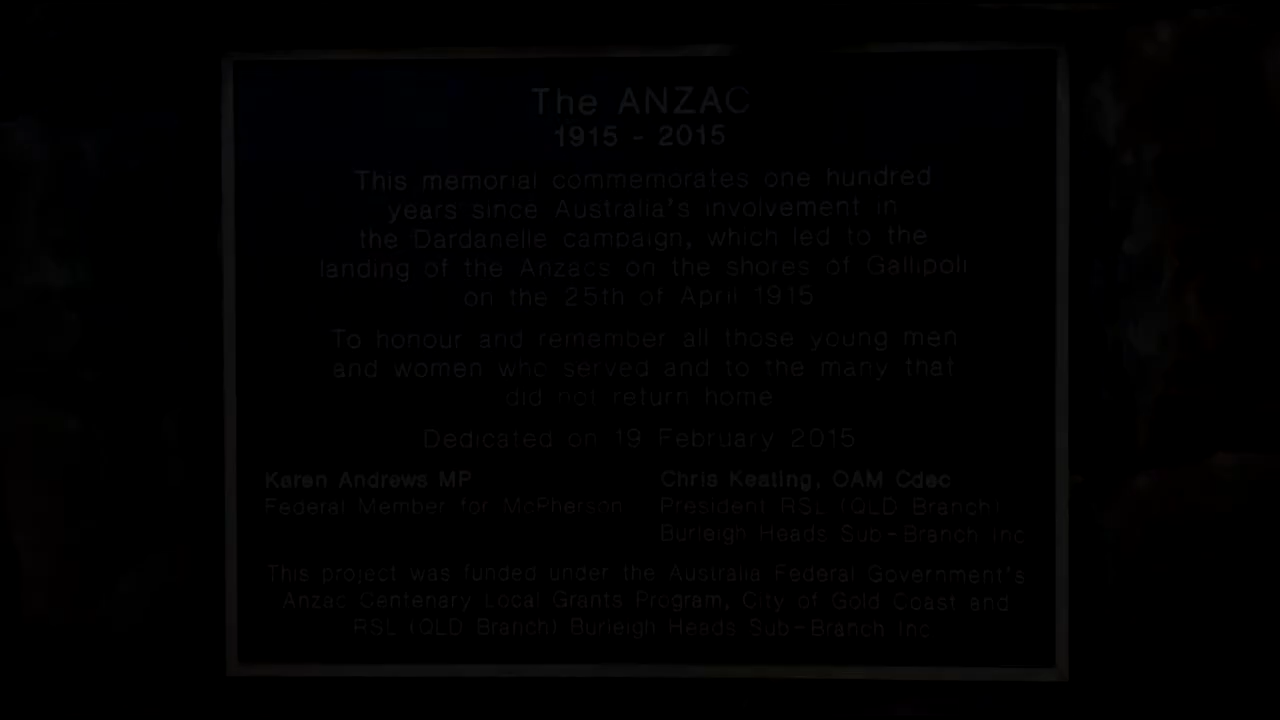 The ANZAC
1915 - 2015
This memorial commemorates one hundred
years since Australia's involvement in
the Dardanelle campaign, which led to the
landing of the Anzacs on the shores of Gallipoli
on the 25th of April 1915
To honour and remember all those young men
and women who served and to the many that
did not return home
Dedicated on 19 February 2015
Karen Andrews MP
Federal Member for McPherson
Chris Keating, OAM Cdec
President RSL (QLD Branch)
Burleigh Heads Sub-Branch Inc
This project was funded under the Australia Federal Government's
Anzac Centenary Local Grants Program, City of Gold Coast and
RSL (QLD Branch) Burleigh Heads Sub-Branch Inc